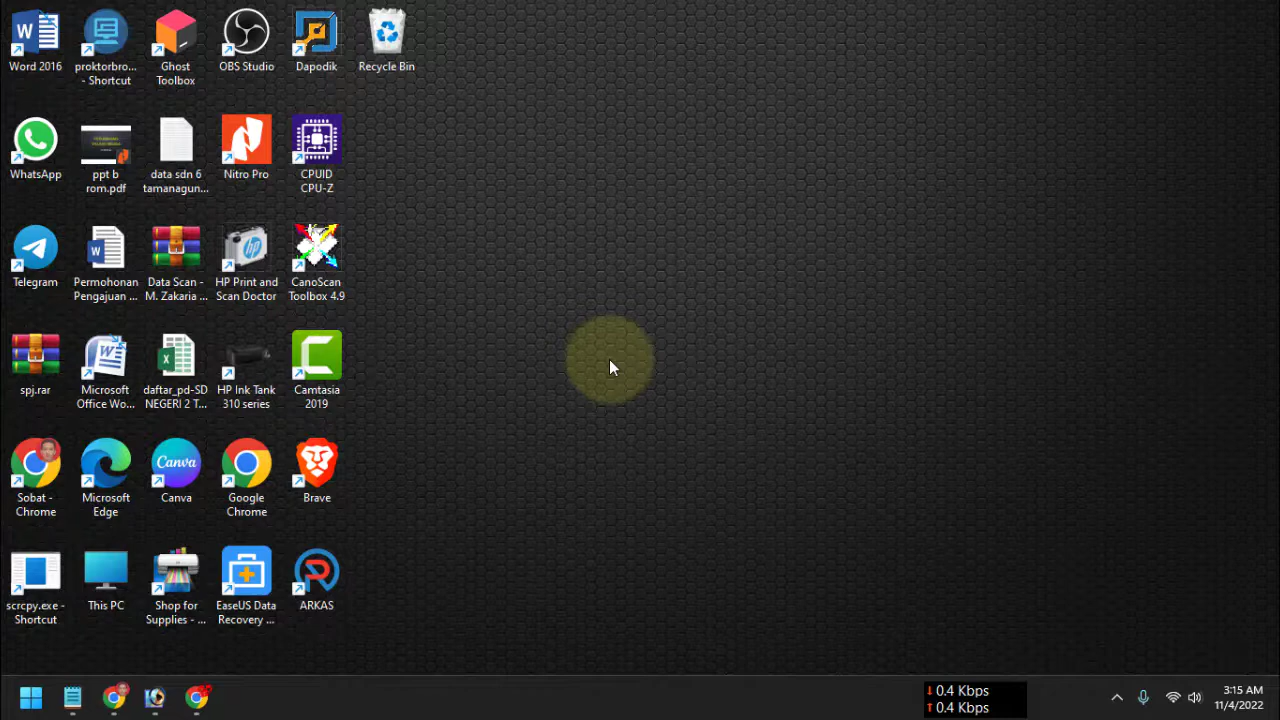 Word 2016
proktorbro...
- Shortcut
Ghost
Toolbox
OBS Studio
Dapodik
Recycle Bin
WhatsApp
ppt b
rom.pdf
data sdn 6
tamanagun...
Nitro Pro
CPUID
CPU-Z
Telegram
Permohonan
Pengajuan ...
Data Scan -
M. Zakaria ...
HP Print and
Scan Doctor
CanoScan
Toolbox 4.9
spj.rar
Microsoft
Office Wo...
daftar_pd-SD
NEGERI 2 T...
HP Ink Tank
310 series
Camtasia
2019
Sobat -
Chrome
Microsoft
Edge
Canva
Canva
Google
Chrome
Brave
scrcpy.exe -
Shortcut
This PC
Shop for
Supplies - ...
EaseUS Data
Recovery ...
ARKAS
0.4 Kbps
0.4 Kbps
3:15 AM
11/4/2022